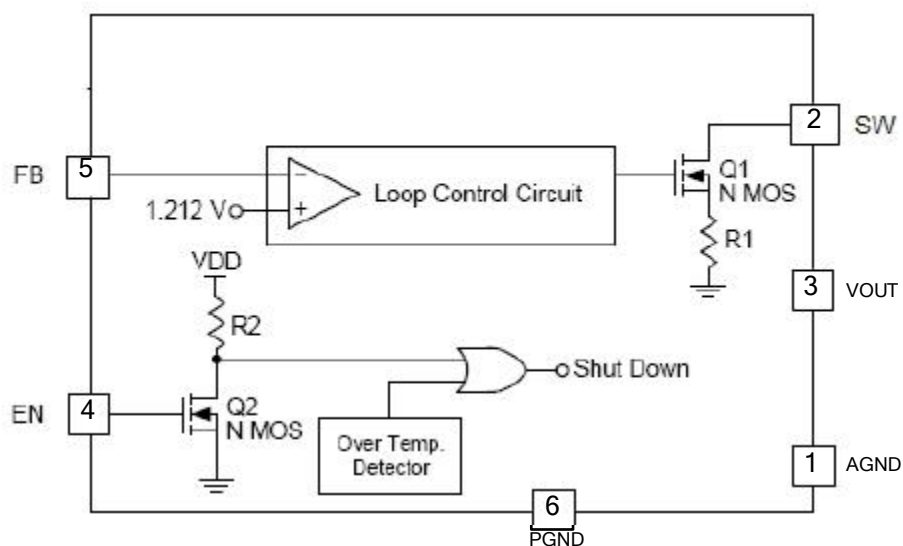 2
SW
5
FB
Q1
N MOS
Loop Control Circuit
−
+
1.212 V
R1
VDD
3
VOUT
R2
Shut Down
4
EN
Q2
N MOS
Over Temp.
Detector
1
AGND
6
PGND